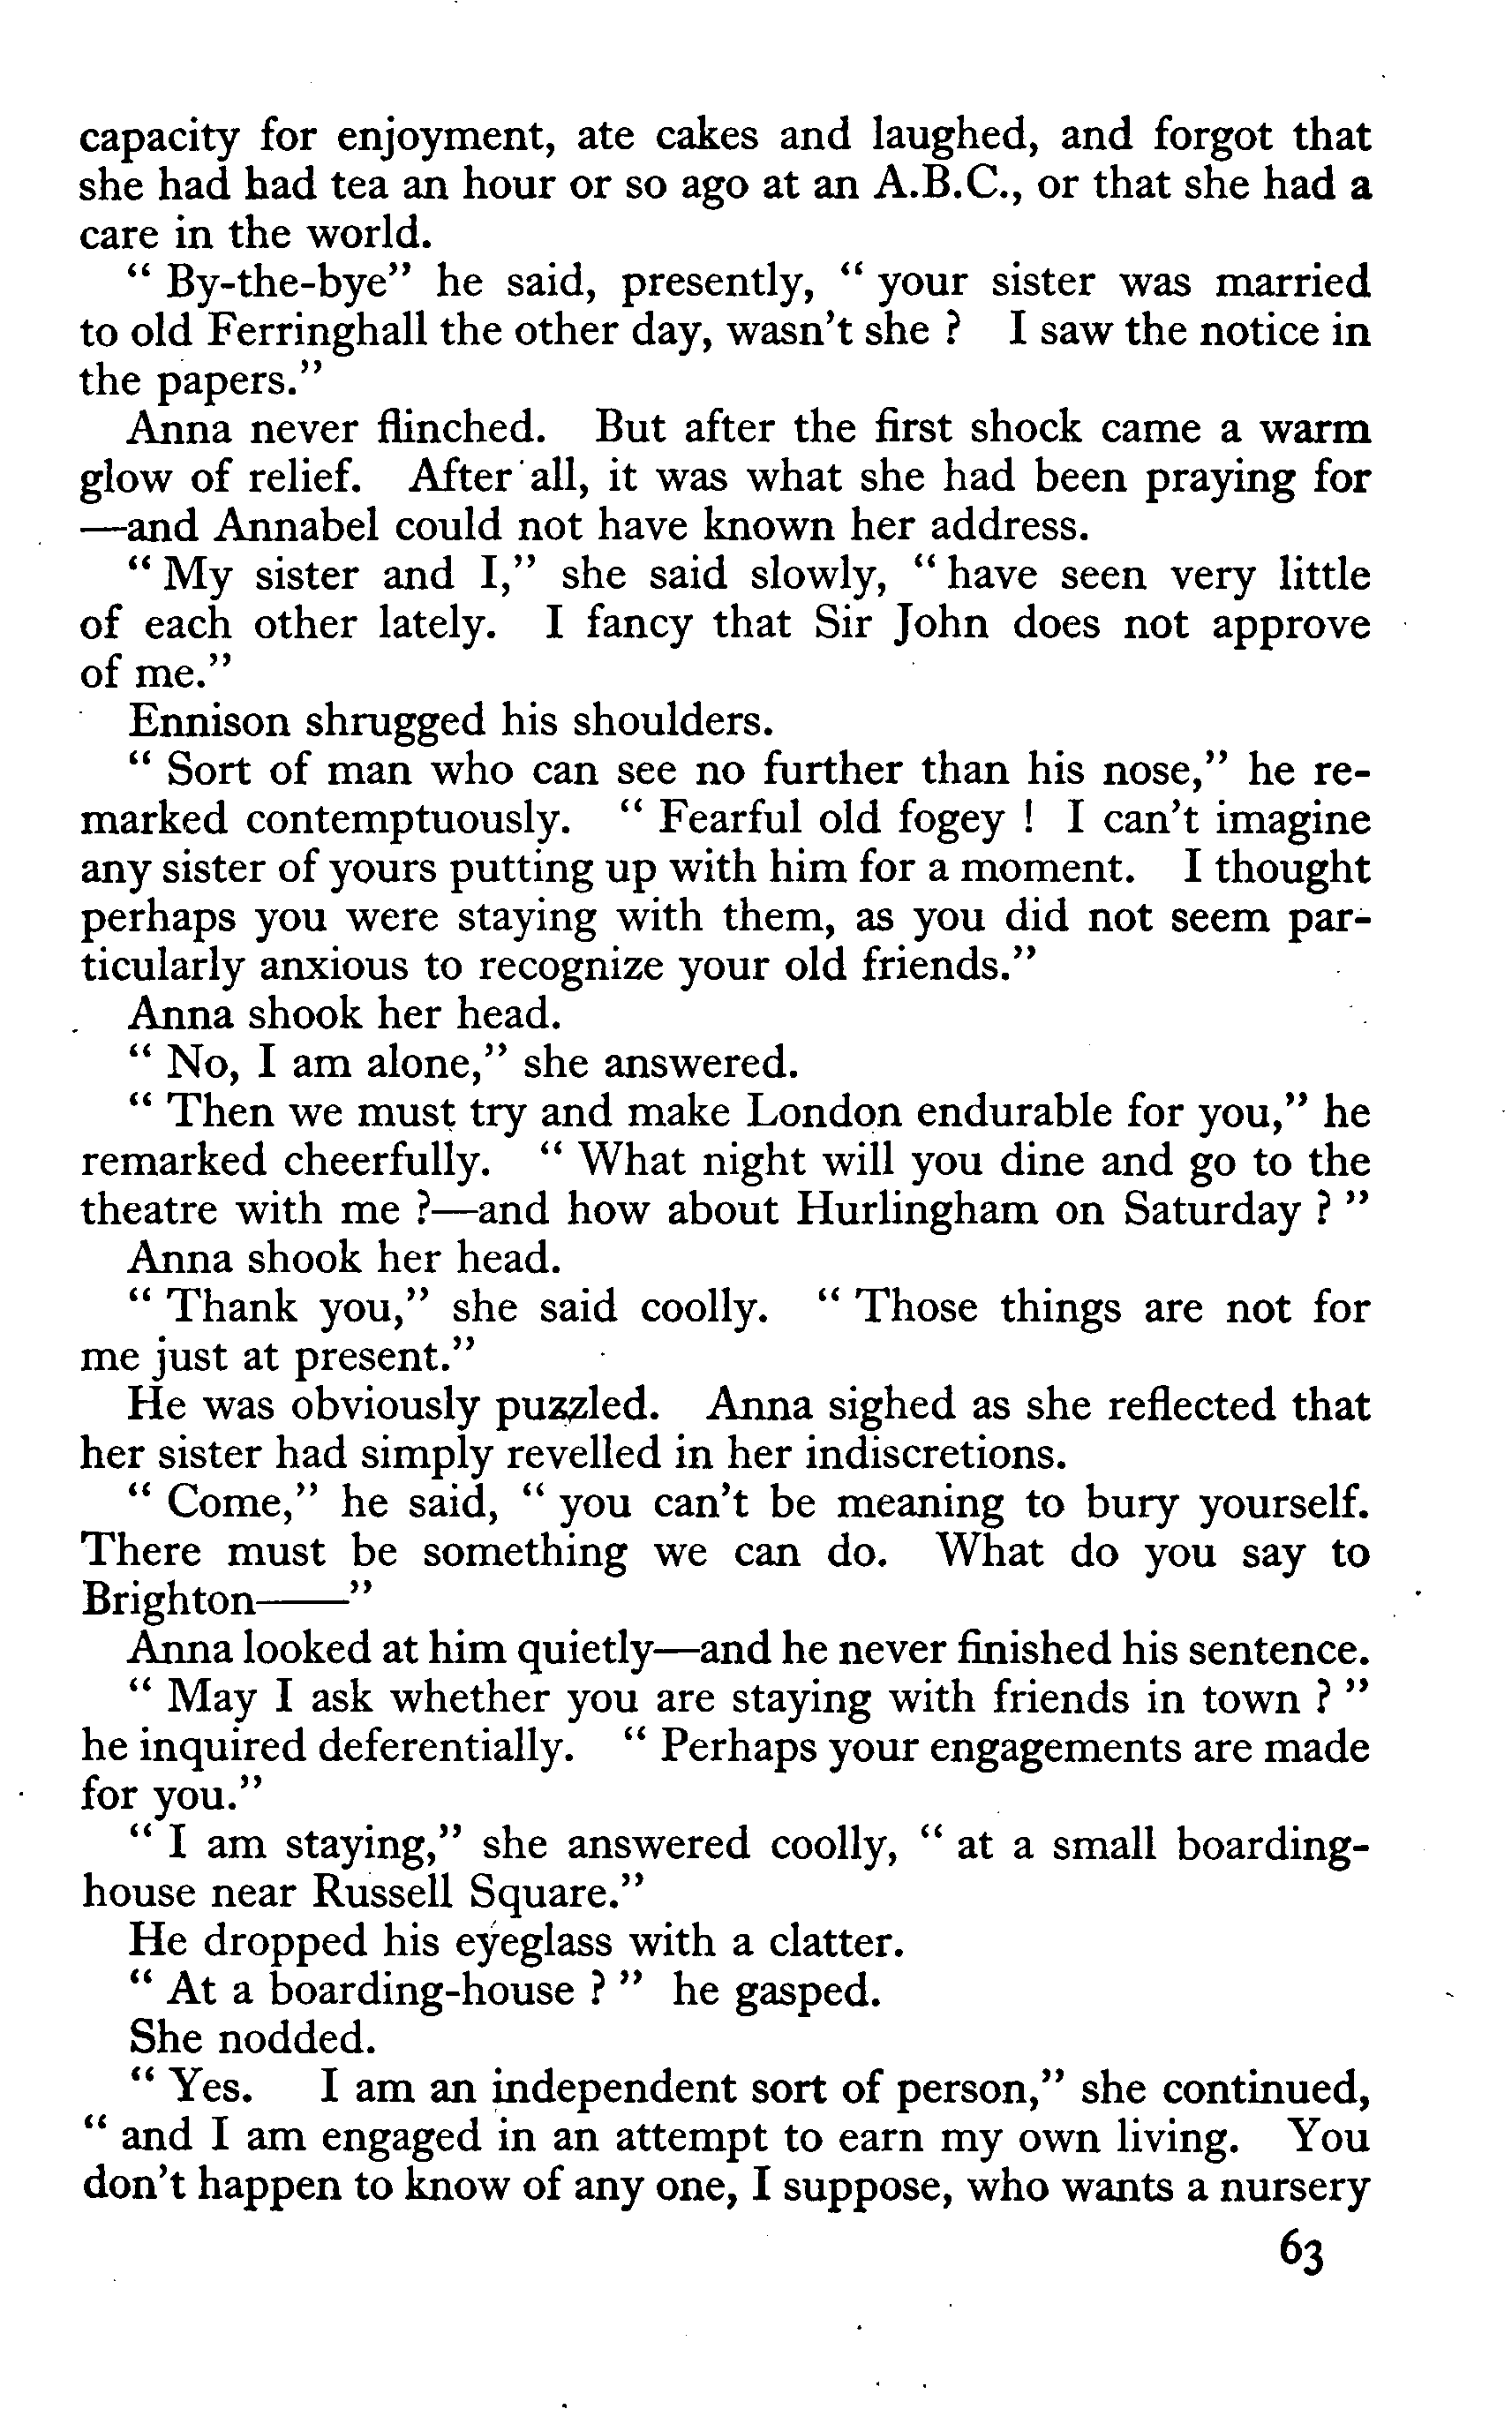 capacity for enjoyment, ate cakes and laughed, and forgot that
she had had tea an hour or so ago at an A.B.C., or that she had a
care in the world.
“ By-the-bye” he said, presently, “ your sister was married
to old Ferringhall the other day, wasn't she ? I saw the notice in
the papers.”
Anna never flinched. But after the first shock came a warm
glow of relief. After all, it was what she had been praying for
—and Annabel could not have known her address.
“ My sister and I,” she said slowly, “ have seen very little
of each other lately. I fancy that Sir John does not approve
of me.”
Ennison shrugged his shoulders.
“ Sort of man who can see no further than his nose,” he re-
marked contemptuously. “ Fearful old fogey ! I can't imagine
any sister of yours putting up with him for a moment. I thought
perhaps you were staying with them, as you did not seem par-
ticularly anxious to recognize your old friends.”
Anna shook her head.
“ No, I am alone,” she answered.
“ Then we must try and make London endurable for you,” he
remarked cheerfully. “ What night will you dine and go to the
theatre with me ?—and how about Hurlingham on Saturday ? ”
Anna shook her head.
“ Thank you,” she said coolly. “ Those things are not for
me just at present.”
He was obviously puzzled. Anna sighed as she reflected that
her sister had simply revelled in her indiscretions.
“ Come,” he said, “ you can't be meaning to bury yourself.
There must be something we can do. What do you say to
Brighton——”
Anna looked at him quietly—and he never finished his sentence.
“ May I ask whether you are staying with friends in town ? ”
he inquired deferentially. “ Perhaps your engagements are made
for you.”
“ I am staying,” she answered coolly, “ at a small boarding-
house near Russell Square.”
He dropped his eyeglass with a clatter.
“ At a boarding-house ? ” he gasped.
She nodded.
“ Yes. I am an independent sort of person,” she continued,
“ and I am engaged in an attempt to earn my own living. You
don't happen to know of any one, I suppose, who wants a nursery
63